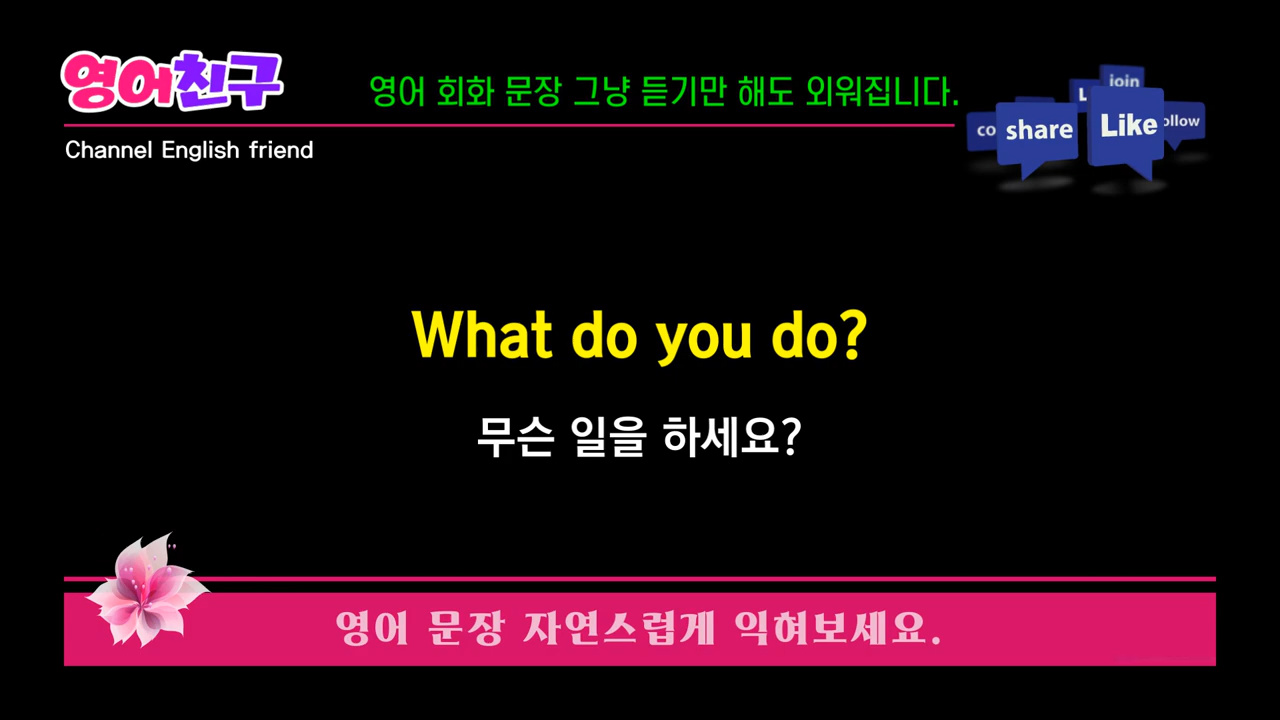 영어친구
영어 회화 문장 그냥 듣기만 해도 외워집니다.
Channel English friend
join
share
Like
What do you do?
무슨 일을 하세요?
영어 문장 자연스럽게 익혀보세요.